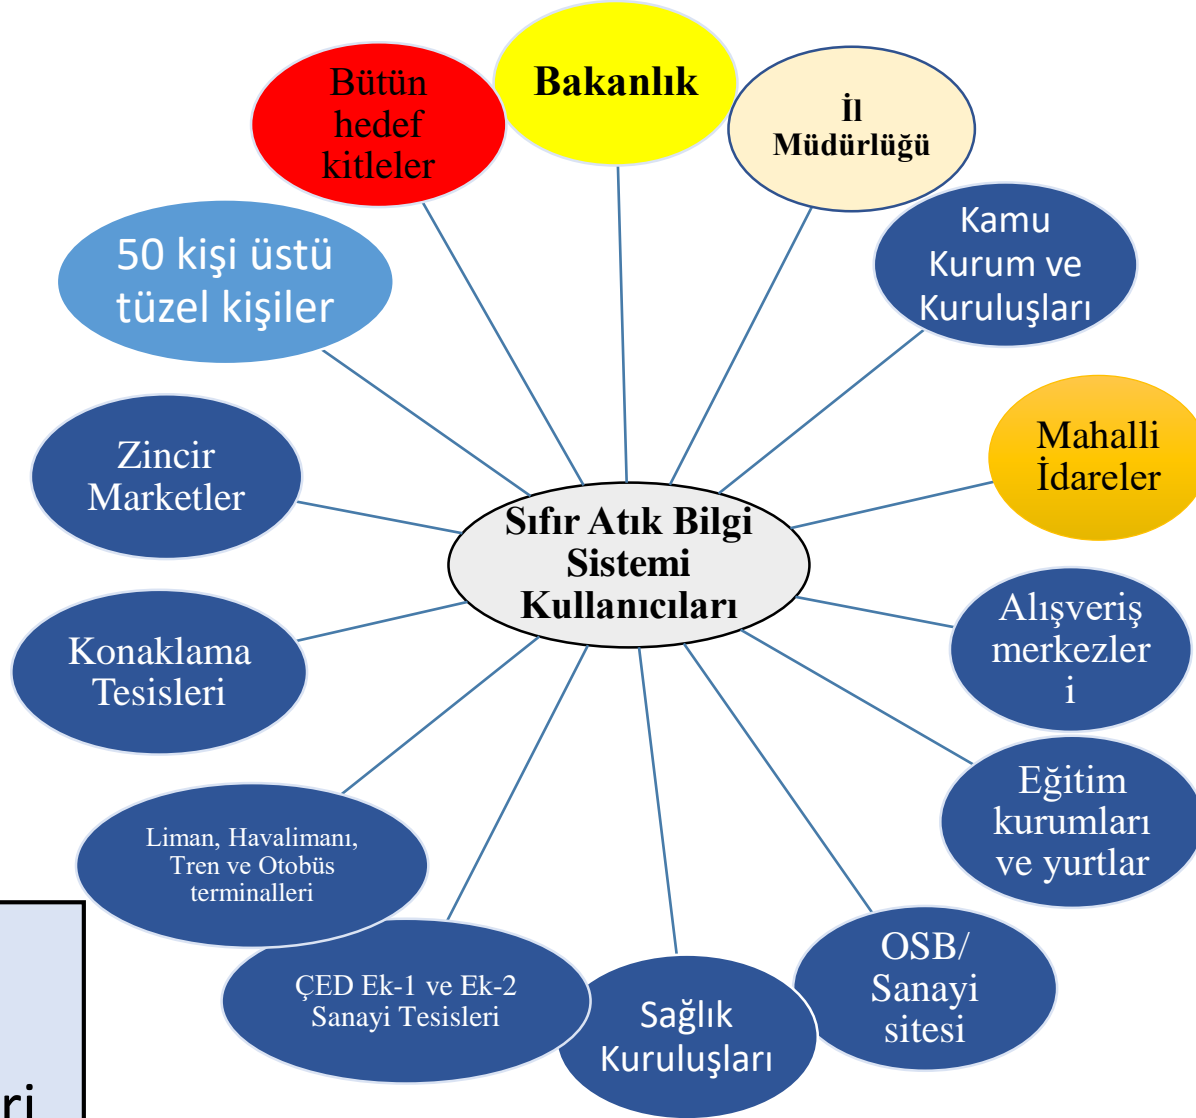 Bakanlık
İl
Müdürlüğü
Kamu
Kurum ve
Kuruluşları
Mahalli
İdareler
Alışveriş
merkezler
i
Eğitim
kurumları
ve yurtlar
OSB/
Sanayi
sitesi
Sağlık
Kuruluşları
ÇED Ek-1 ve Ek-2
Sanayi Tesisleri
Liman, Havalimanı,
Tren ve Otobüs
terminalleri
Konaklama
Tesisleri
Zincir
Marketler
50 kişi üstü
tüzel kişiler
Bütün
hedef
kitleler
Sıfır Atık Bilgi
Sistemi
Kullanıcıları
ri